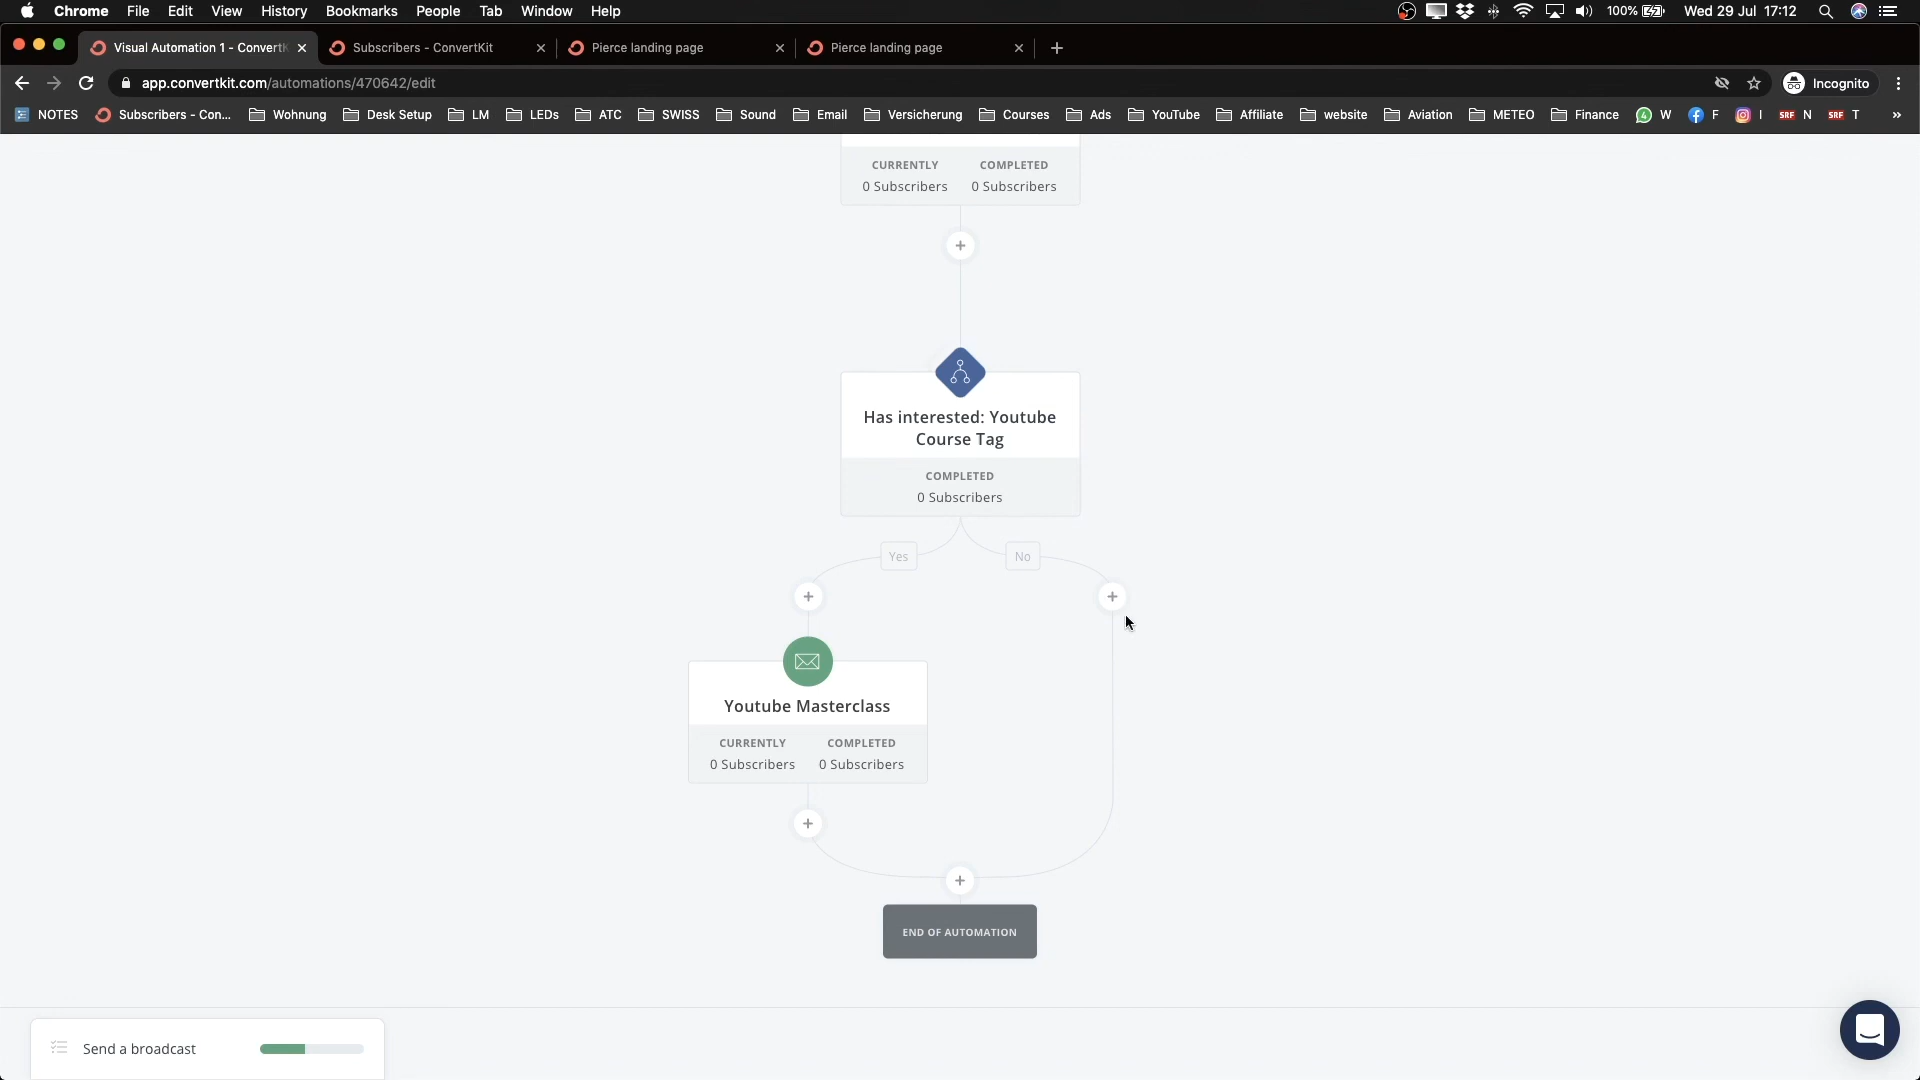 Chrome File Edit View History Bookmarks People Tab Window Help 100% Wed 29 Jul 17:12
Visual Automation 1 - ConvertK Subscribers - ConvertKit Pierce landing page Pierce landing page
app.convertkit.com/automations/470642/edit Incognito
NOTES Subscribers - Con... Wohnung Desk Setup LM LEDs ATC SWISS Sound Email Versicherung Courses Ads YouTube Affiliate website Aviation METEO Finance 4 W F I SRF N SRF T »
CURRENTLY COMPLETED
0 Subscribers 0 Subscribers
Has interested: Youtube
Course Tag
COMPLETED
0 Subscribers
Yes No
Youtube Masterclass
CURRENTLY COMPLETED
0 Subscribers 0 Subscribers
END OF AUTOMATION
Send a broadcast